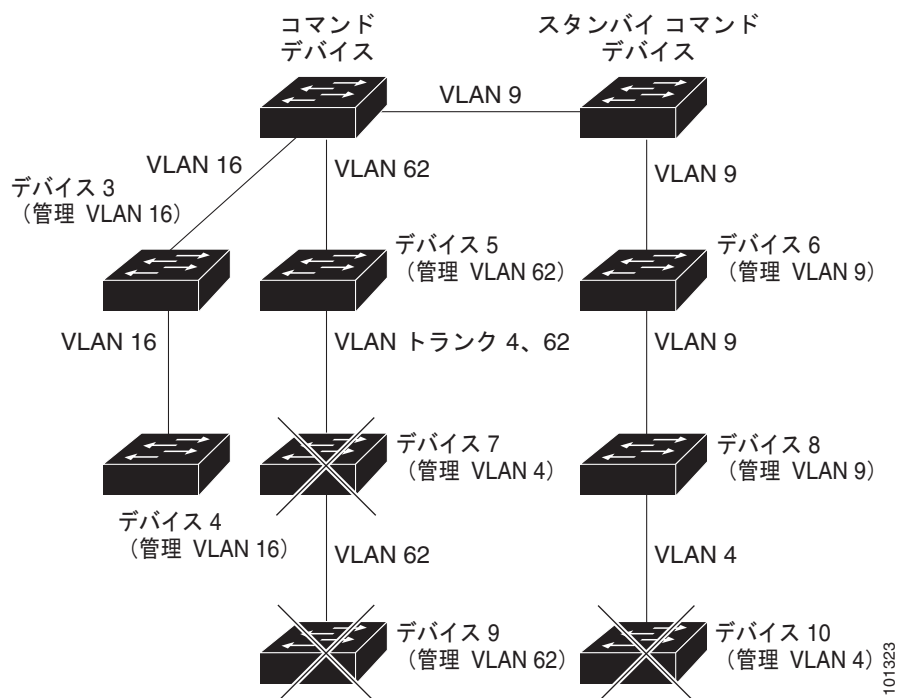 コマンド
デバイス
スタンバイ コマンド
デバイス
VLAN 9
VLAN 16
VLAN 62
VLAN 9
デバイス 3
（管理 VLAN 16）
デバイス 5
（管理 VLAN 62）
デバイス 6
（管理 VLAN 9）
VLAN 16
VLAN トランク 4、62
VLAN 9
デバイス 7
（管理 VLAN 4）
デバイス 8
（管理 VLAN 9）
デバイス 4
（管理 VLAN 16）
VLAN 62
VLAN 4
デバイス 9
（管理 VLAN 62）
デバイス 10
（管理 VLAN 4）
101323